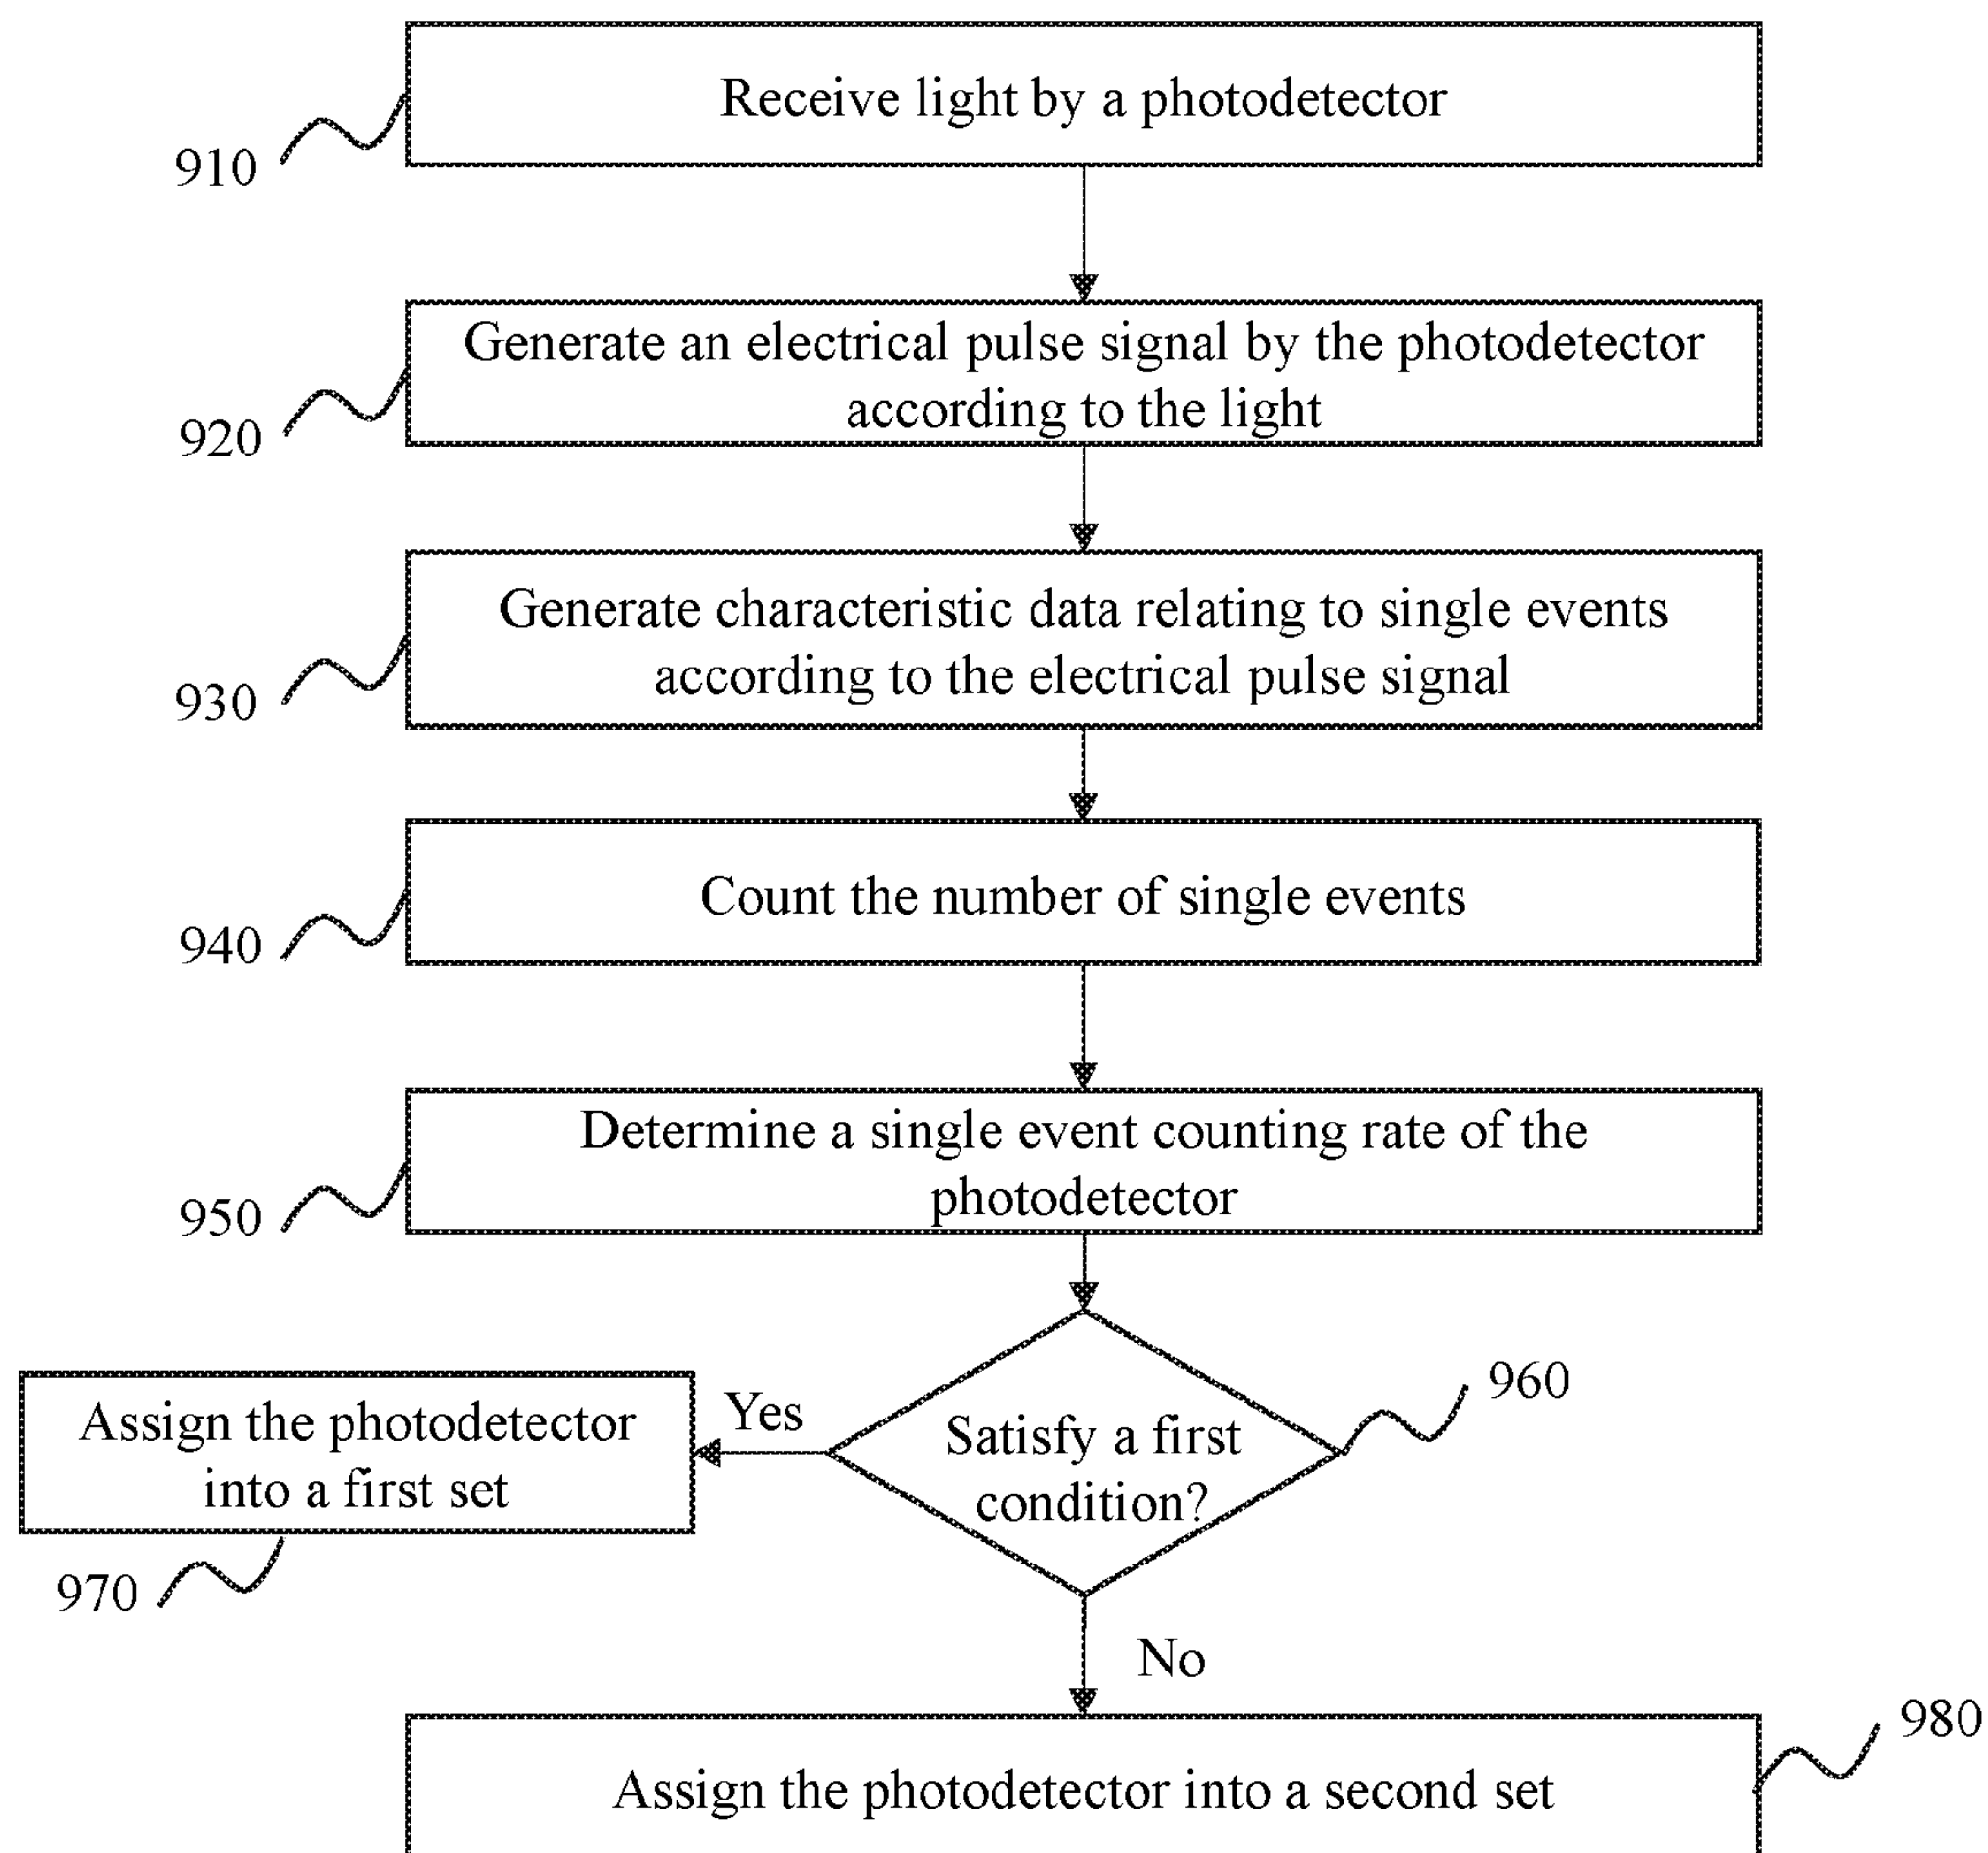 Receive light by a photodetector
910
Generate an electrical pulse signal by the photodetector
according to the light
920
Generate characteristic data relating to single events
according to the electrical pulse signal
930
Count the number of single events
940
Determine a single event counting rate of the
photodetector
950
960
Satisfy a first
condition?
Yes
Assign the photodetector
into a first set
970
No
980
Assign the photodetector into a second set